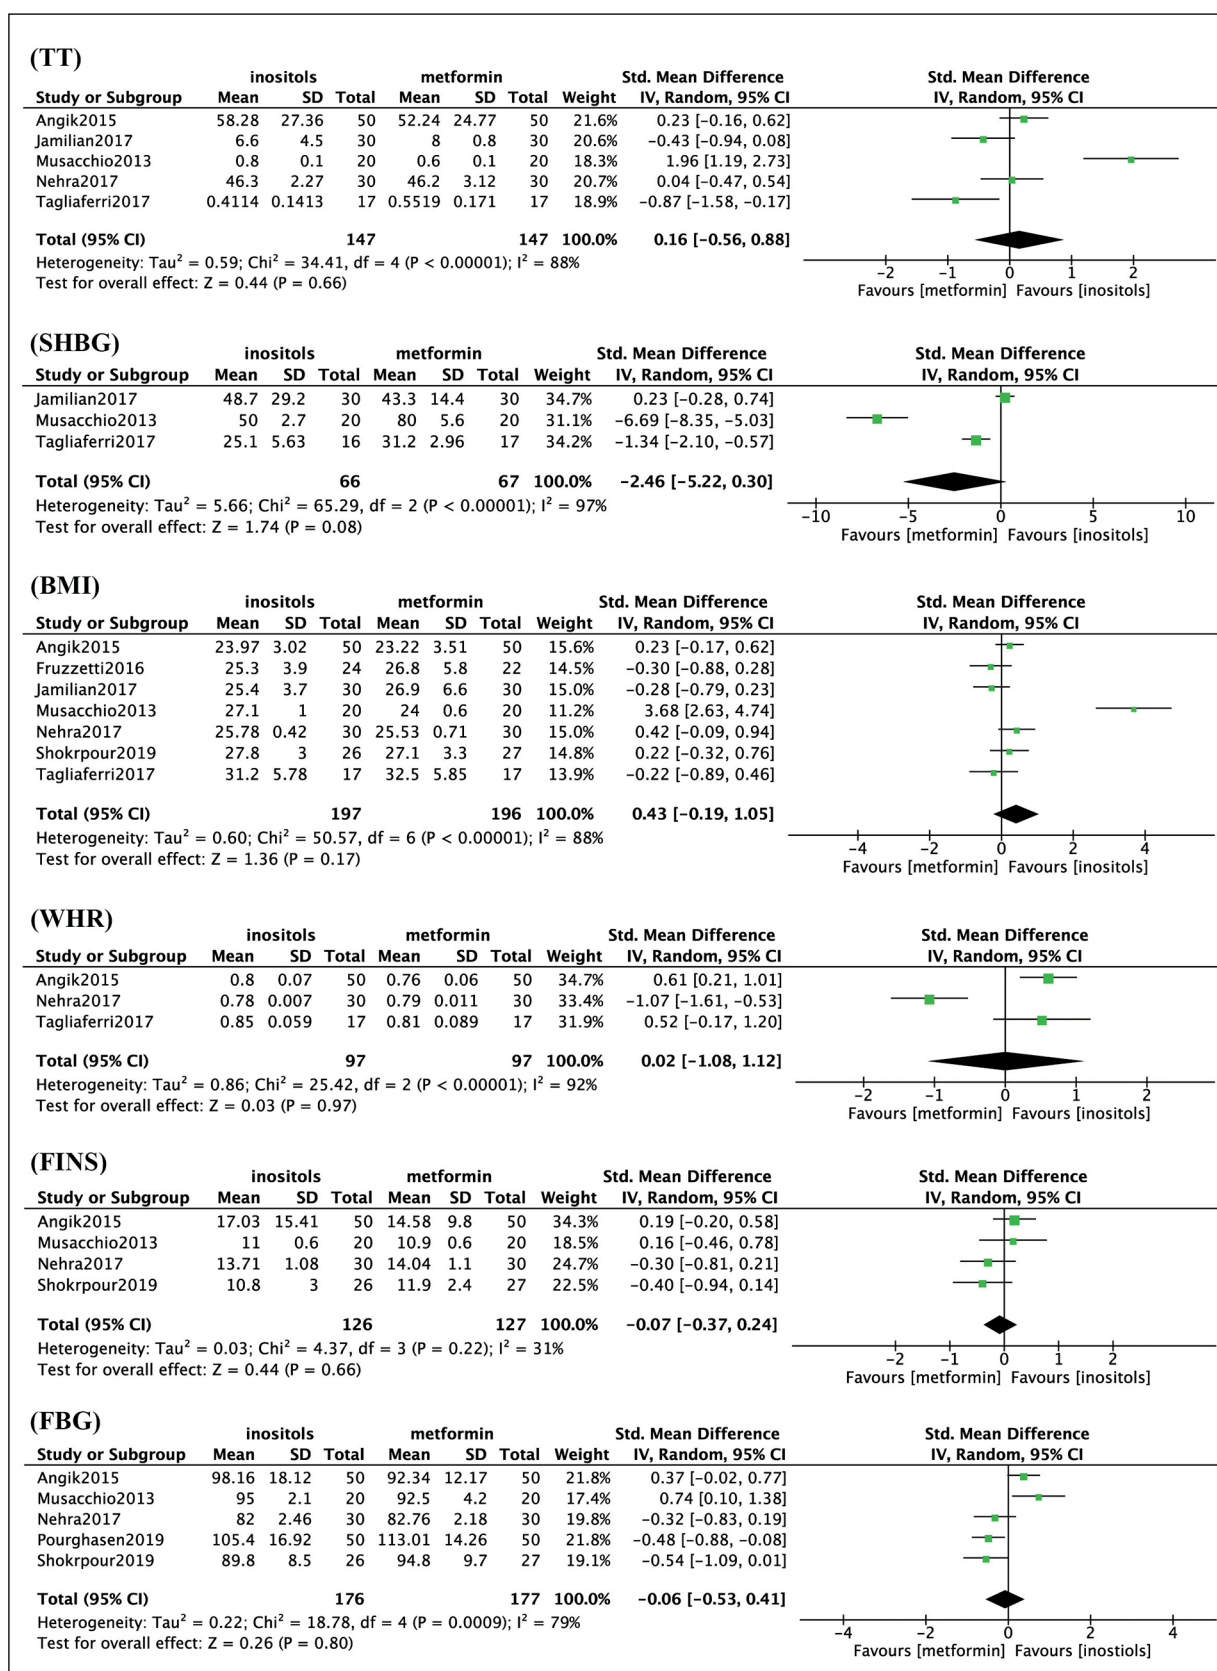 (TT)
inositols metformin Std. Mean Difference Std. Mean Difference
Study or Subgroup Mean SD Total Mean SD Total Weight IV, Random, 95% CI IV, Random, 95% CI
Angik2015 58.28 27.36 50 52.24 24.77 50 21.6% 0.23 [−0.16, 0.62]
Jamilian2017 6.6 4.5 30 8 0.8 30 20.6% −0.43 [−0.94, 0.08]
Musacchio2013 0.8 0.1 20 0.6 0.1 20 18.3% 1.96 [1.19, 2.73]
Nehra2017 46.3 2.27 30 46.2 3.12 30 20.7% 0.04 [−0.47, 0.54]
Tagliaferri2017 0.4114 0.1413 17 0.5519 0.171 17 18.9% −0.87 [−1.58, −0.17]
Total (95% CI) 147 147 100.0% 0.16 [−0.56, 0.88]
Heterogeneity: Tau² = 0.59; Chi² = 34.41, df = 4 (P < 0.00001); I² = 88%
Test for overall effect: Z = 0.44 (P = 0.66)
−2 −1 0 1 2
Favours [metformin] Favours [inositols]
(SHBG)
inositols metformin Std. Mean Difference Std. Mean Difference
Study or Subgroup Mean SD Total Mean SD Total Weight IV, Random, 95% CI IV, Random, 95% CI
Jamilian2017 48.7 29.2 30 43.3 14.4 30 34.7% 0.23 [−0.28, 0.74]
Musacchio2013 50 2.7 20 80 5.6 20 31.1% −6.69 [−8.35, −5.03]
Tagliaferri2017 25.1 5.63 16 31.2 2.96 17 34.2% −1.34 [−2.10, −0.57]
Total (95% CI) 66 67 100.0% −2.46 [−5.22, 0.30]
Heterogeneity: Tau² = 5.66; Chi² = 65.29, df = 2 (P < 0.00001); I² = 97%
Test for overall effect: Z = 1.74 (P = 0.08)
−10 −5 0 5 10
Favours [metformin] Favours [inositols]
(BMI)
inositols metformin Std. Mean Difference Std. Mean Difference
Study or Subgroup Mean SD Total Mean SD Total Weight IV, Random, 95% CI IV, Random, 95% CI
Angik2015 23.97 3.02 50 23.22 3.51 50 15.6% 0.23 [−0.17, 0.62]
Fruzzetti2016 25.3 3.9 24 26.8 5.8 22 14.5% −0.30 [−0.88, 0.28]
Jamilian2017 25.4 3.7 30 26.9 6.6 30 15.0% −0.28 [−0.79, 0.23]
Musacchio2013 27.1 1 20 24 0.6 20 11.2% 3.68 [2.63, 4.74]
Nehra2017 25.78 0.42 30 25.53 0.71 30 15.0% 0.42 [−0.09, 0.94]
Shokrpour2019 27.8 3 26 27.1 3.3 27 14.8% 0.22 [−0.32, 0.76]
Tagliaferri2017 31.2 5.78 17 32.5 5.85 17 13.9% −0.22 [−0.89, 0.46]
Total (95% CI) 197 196 100.0% 0.43 [−0.19, 1.05]
Heterogeneity: Tau² = 0.60; Chi² = 50.57, df = 6 (P < 0.00001); I² = 88%
Test for overall effect: Z = 1.36 (P = 0.17)
−4 −2 0 2 4
Favours [metformin] Favours [inositols]
(WHR)
inositols metformin Std. Mean Difference Std. Mean Difference
Study or Subgroup Mean SD Total Mean SD Total Weight IV, Random, 95% CI IV, Random, 95% CI
Angik2015 0.8 0.07 50 0.76 0.06 50 34.7% 0.61 [0.21, 1.01]
Nehra2017 0.78 0.007 30 0.79 0.011 30 33.4% −1.07 [−1.61, −0.53]
Tagliaferri2017 0.85 0.059 17 0.81 0.089 17 31.9% 0.52 [−0.17, 1.20]
Total (95% CI) 97 97 100.0% 0.02 [−1.08, 1.12]
Heterogeneity: Tau² = 0.86; Chi² = 25.42, df = 2 (P < 0.00001); I² = 92%
Test for overall effect: Z = 0.03 (P = 0.97)
−2 −1 0 1 2
Favours [metformin] Favours [inositols]
(FINS)
inositols metformin Std. Mean Difference Std. Mean Difference
Study or Subgroup Mean SD Total Mean SD Total Weight IV, Random, 95% CI IV, Random, 95% CI
Angik2015 17.03 15.41 50 14.58 9.8 50 34.3% 0.19 [−0.20, 0.58]
Musacchio2013 11 0.6 20 10.9 0.6 20 18.5% 0.16 [−0.46, 0.78]
Nehra2017 13.71 1.08 30 14.04 1.1 30 24.7% −0.30 [−0.81, 0.21]
Shokrpour2019 10.8 3 26 11.9 2.4 27 22.5% −0.40 [−0.94, 0.14]
Total (95% CI) 126 127 100.0% −0.07 [−0.37, 0.24]
Heterogeneity: Tau² = 0.03; Chi² = 4.37, df = 3 (P = 0.22); I² = 31%
Test for overall effect: Z = 0.44 (P = 0.66)
−2 −1 0 1 2
Favours [metformin] Favours [inositols]
(FBG)
inositols metformin Std. Mean Difference Std. Mean Difference
Study or Subgroup Mean SD Total Mean SD Total Weight IV, Random, 95% CI IV, Random, 95% CI
Angik2015 98.16 18.12 50 92.34 12.17 50 21.8% 0.37 [−0.02, 0.77]
Musacchio2013 95 2.1 20 92.5 4.2 20 17.4% 0.74 [0.10, 1.38]
Nehra2017 82 2.46 30 82.76 2.18 30 19.8% −0.32 [−0.83, 0.19]
Pourghasen2019 105.4 16.92 50 113.01 14.26 50 21.8% −0.48 [−0.88, −0.08]
Shokrpour2019 89.8 8.5 26 94.8 9.7 27 19.1% −0.54 [−1.09, 0.01]
Total (95% CI) 176 177 100.0% −0.06 [−0.53, 0.41]
Heterogeneity: Tau² = 0.22; Chi² = 18.78, df = 4 (P = 0.0009); I² = 79%
Test for overall effect: Z = 0.26 (P = 0.80)
−4 −2 0 2 4
Favours [metformin] Favours [inostiols]